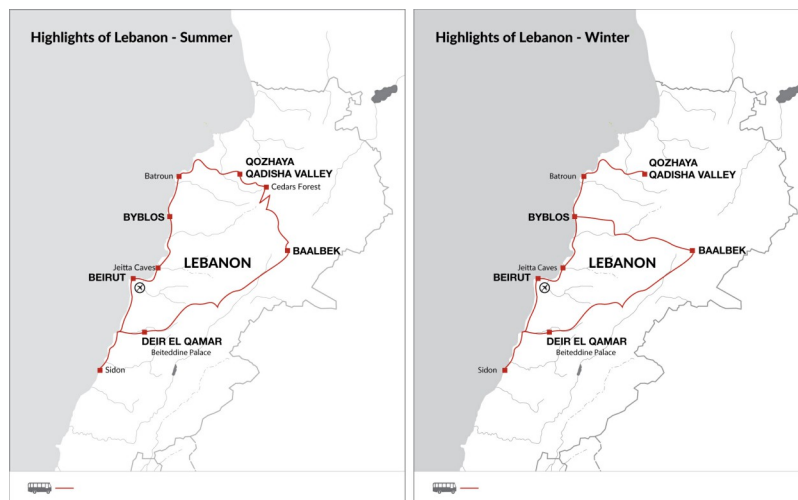 Highlights of Lebanon - Summer
QOZHAYA
QADISHA VALLEY
Batroun
Cedars Forest
BYBLOS
BAALBEK
LEBANON
Jeitta Caves
BEIRUT
DEIR EL QAMAR
Beiteddine Palace
Sidon
Highlights of Lebanon - Winter
QOZHAYA
QADISHA VALLEY
Batroun
BYBLOS
BAALBEK
LEBANON
Jeitta Caves
BEIRUT
DEIR EL QAMAR
Beiteddine Palace
Sidon